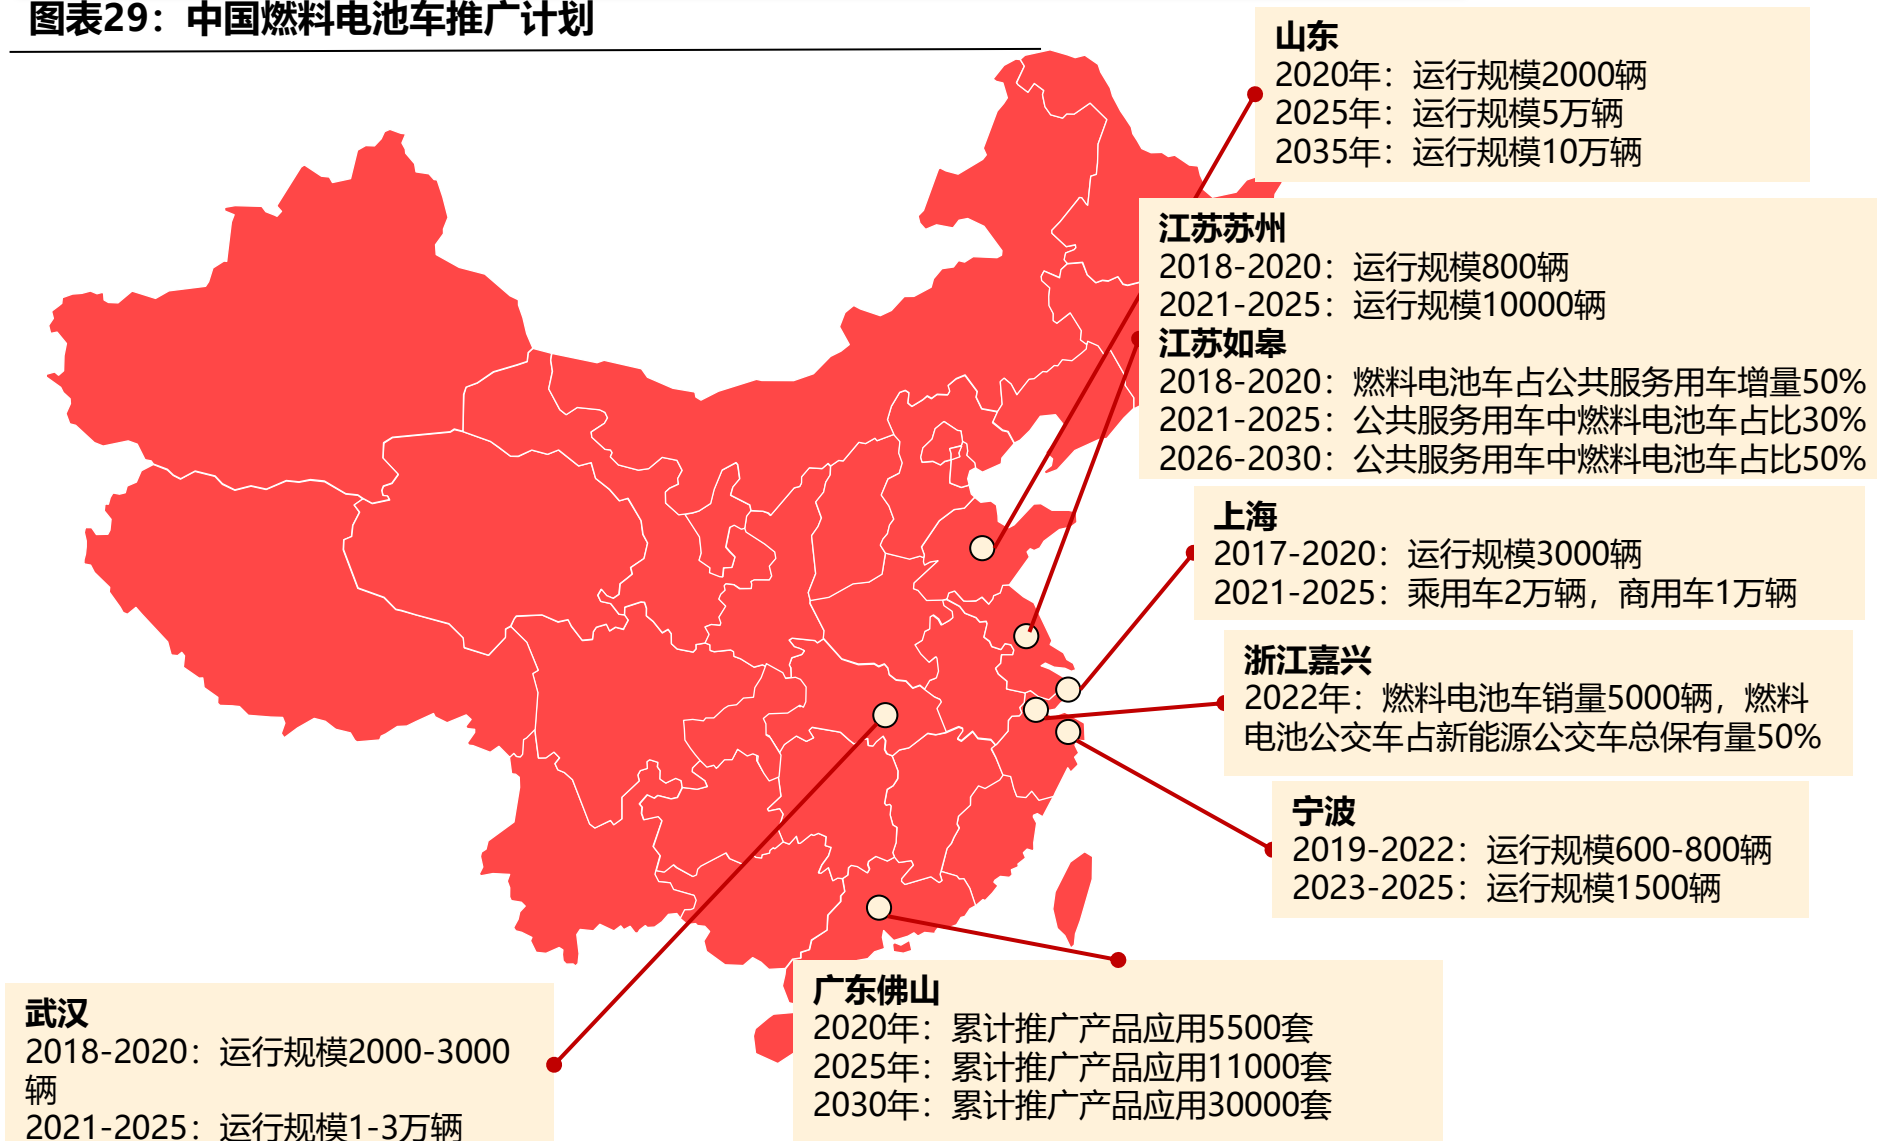 图表29：中国燃料电池车推广计划
山东
2020年：运行规模2000辆
2025年：运行规模5万辆
2035年：运行规模10万辆
江苏苏州
2018-2020：运行规模800辆
2021-2025：运行规模10000辆
江苏如皋
2018-2020：燃料电池车占公共服务用车增量50%
2021-2025：公共服务用车中燃料电池车占比30%
2026-2030：公共服务用车中燃料电池车占比50%
上海
2017-2020：运行规模3000辆
2021-2025：乘用车2万辆，商用车1万辆
浙江嘉兴
2022年：燃料电池车销量5000辆，燃料
电池公交车占新能源公交车总保有量50%
宁波
2019-2022：运行规模600-800辆
2023-2025：运行规模1500辆
广东佛山
2020年：累计推广产品应用5500套
2025年：累计推广产品应用11000套
2030年：累计推广产品应用30000套
武汉
2018-2020：运行规模2000-3000
辆
2021-2025：运行规模1-3万辆